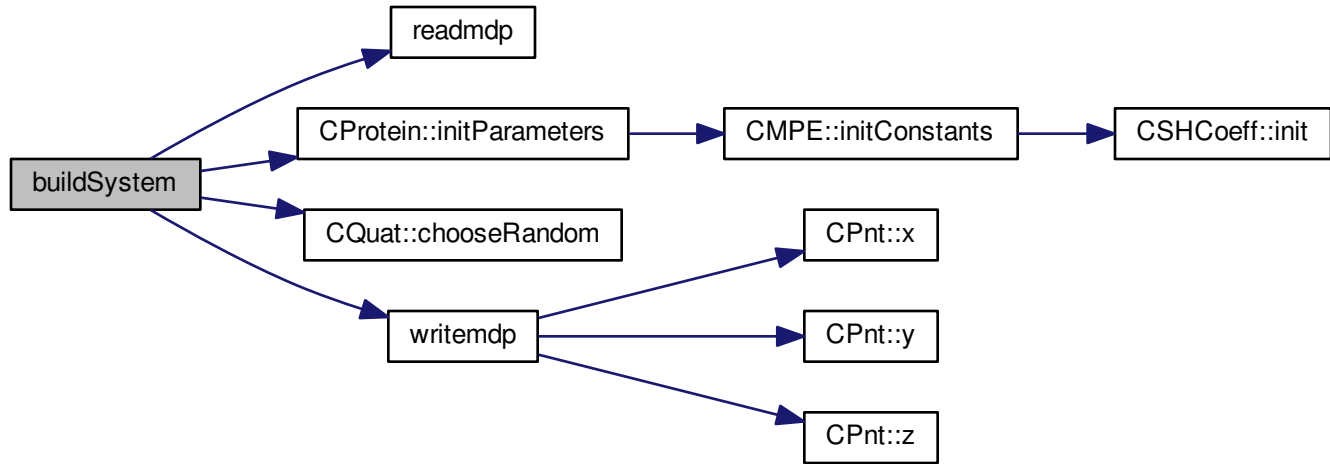 readmdp
CProtein::initParameters
CMPE::initConstants
CSHCoeff::init
buildSystem
CQuat::chooseRandom
CPnt::x
writemdp
CPnt::y
CPnt::z